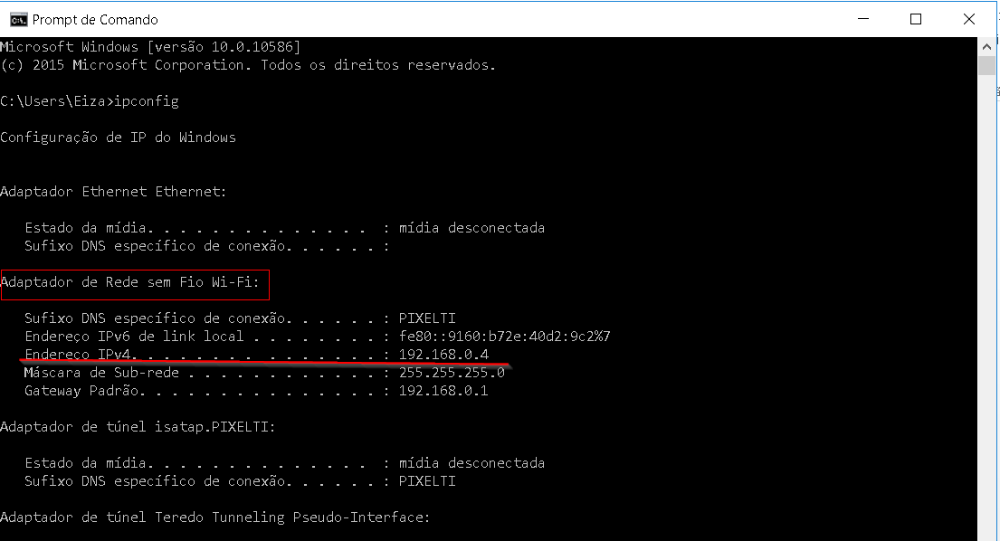 Prompt de Comando
Microsoft Windows [versão 10.0.10586]
(c) 2015 Microsoft Corporation. Todos os direitos reservados.
C:\Users\Eiza>ipconfig
Configuração de IP do Windows
Adaptador Ethernet Ethernet:
Estado da mídia. . . . . . . . . . . . . .  : mídia desconectada
Sufixo DNS específico de conexão. . . . . . :
Adaptador de Rede sem Fio Wi-Fi:
Sufixo DNS específico de conexão. . . . . . : PIXELTI
Endereço IPv6 de link local . . . . . . . . : fe80::9160:b72e:40d2:9c2%7
Endereço IPv4. . . . . . . .  . . . . . . . : 192.168.0.4
Máscara de Sub-rede . . . . . . . . . . . . : 255.255.255.0
Gateway Padrão. . . . . . . . . . . . . . . : 192.168.0.1
Adaptador de túnel isatap.PIXELTI:
Estado da mídia. . . . . . . . . . . . . .  : mídia desconectada
Sufixo DNS específico de conexão. . . . . . : PIXELTI
Adaptador de túnel Teredo Tunneling Pseudo-Interface: